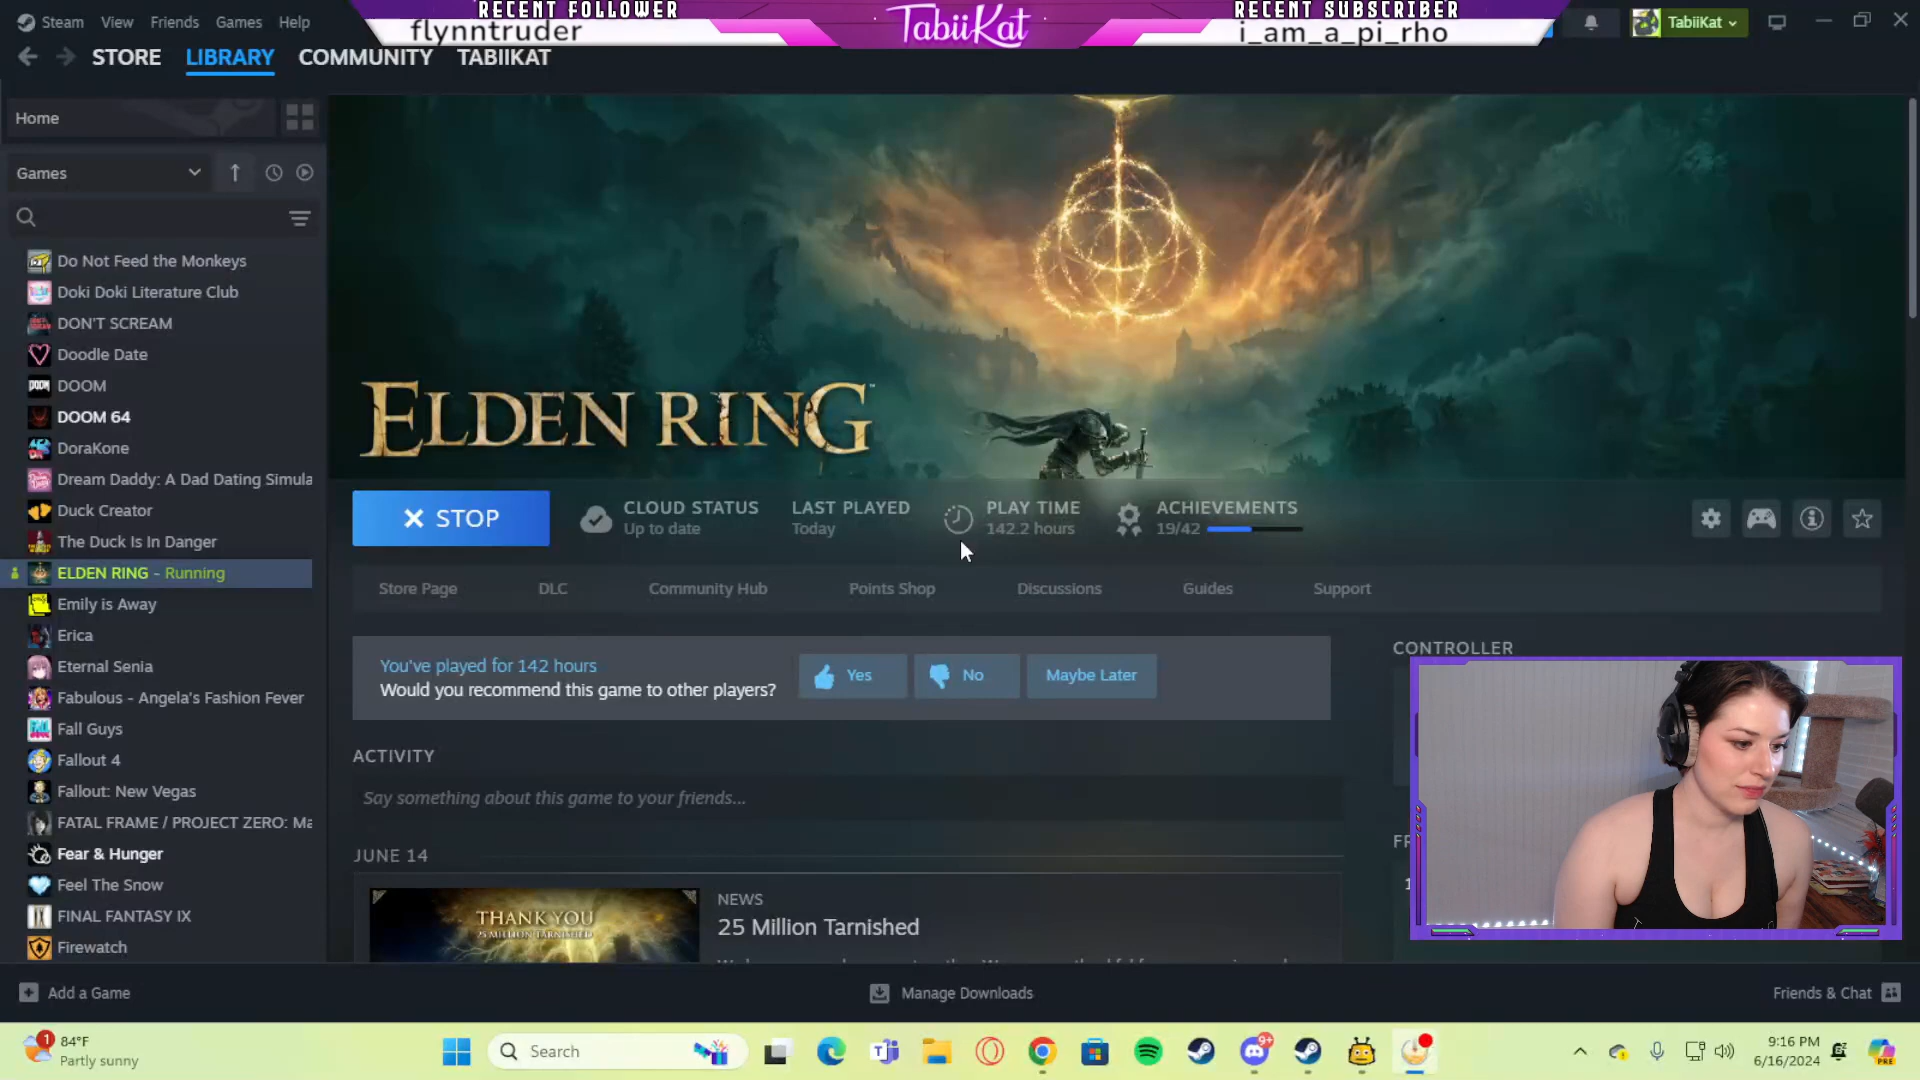 RECENT FOLLOWER
flynntruder
TabiiKat
RECENT SUBSCRIBER
i_am_a_pi_rho
Steam View Friends Games Help
TabiiKat
STORE LIBRARY COMMUNITY TABIIKAT
Home
Games
Do Not Feed the Monkeys
Doki Doki Literature Club
DON'T SCREAM
Doodle Date
DOOM
DOOM 64
DoraKone
Dream Daddy: A Dad Dating Simula
Duck Creator
The Duck Is In Danger
ELDEN RING - Running
Emily is Away
Erica
Eternal Senia
Fabulous - Angela's Fashion Fever
Fall Guys
Fallout 4
Fallout: New Vegas
FATAL FRAME / PROJECT ZERO: Ma
Fear & Hunger
Feel The Snow
FINAL FANTASY IX
Firewatch
ELDEN RING
STOP
CLOUD STATUS
Up to date
LAST PLAYED
Today
PLAY TIME
142.2 hours
ACHIEVEMENTS
19/42
Store Page DLC Community Hub Points Shop Discussions Guides Support
You've played for 142 hours
Would you recommend this game to other players?
Yes No Maybe Later
CONTROLLER
ACTIVITY
Say something about this game to your friends...
JUNE 14
THANK YOU
25 MILLION TARNISHED
NEWS
25 Million Tarnished
Add a Game
Manage Downloads
Friends & Chat
1
84°F
Partly sunny
Search
9+
9:16 PM
6/16/2024
PRE